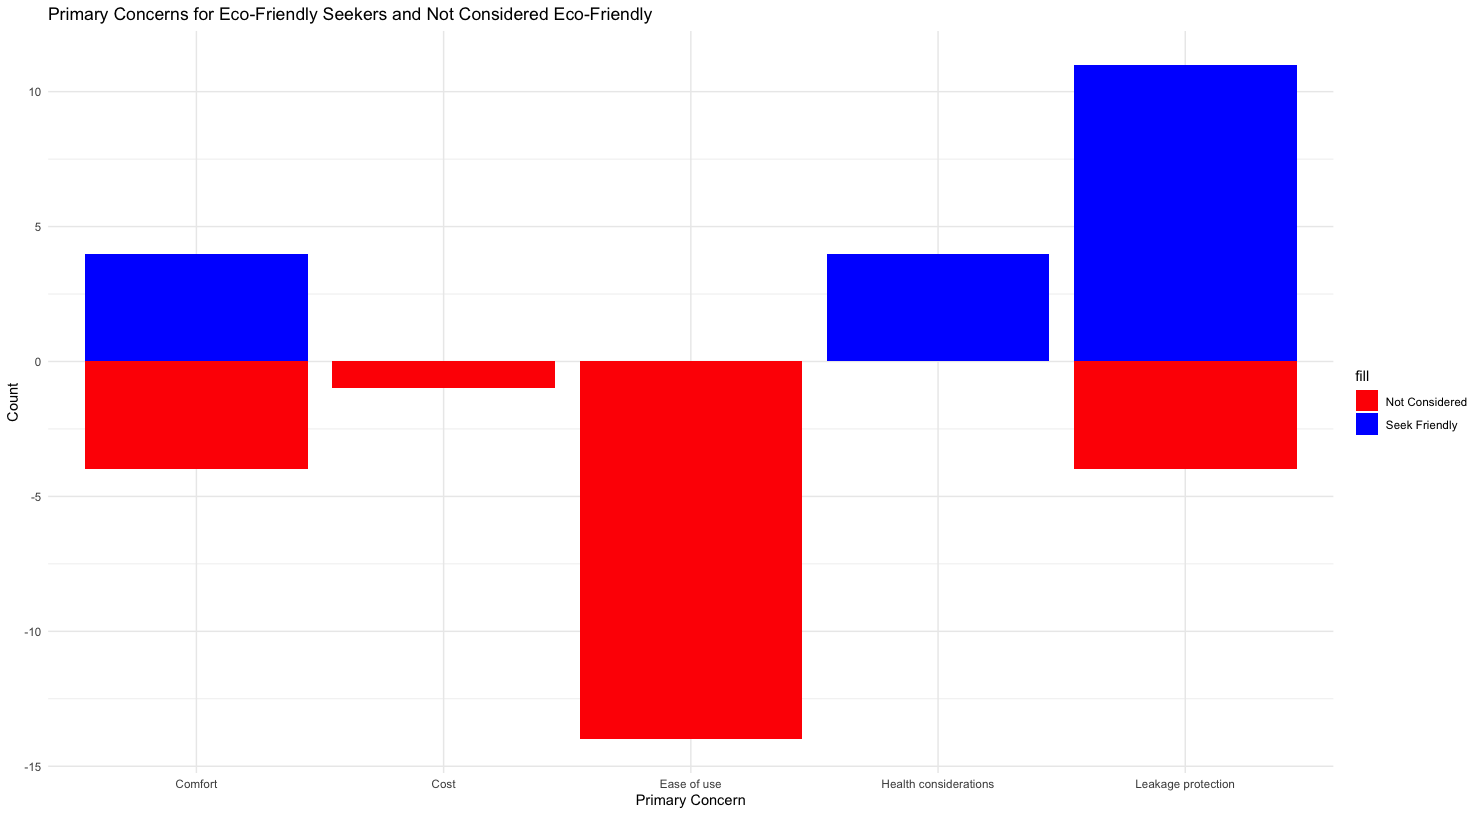 Primary Concerns for Eco-Friendly Seekers and Not Considered Eco-Friendly
Count
10
5
0
-5
-10
-15
Comfort Cost Ease of use Health considerations Leakage protection
Primary Concern
fill
Not Considered
Seek Friendly